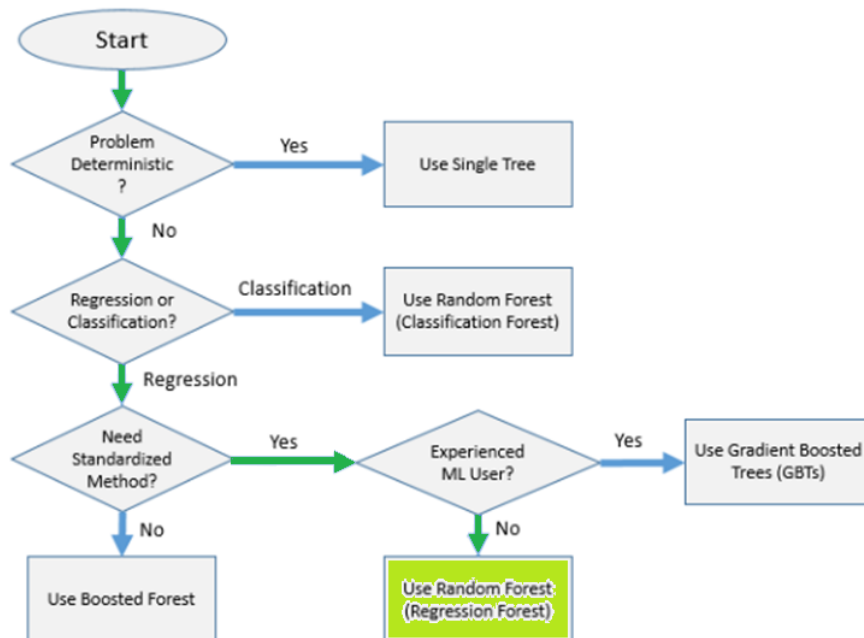 Start
Problem
Deterministic
?
Yes
Use Single Tree
No
Regression or
Classification?
Classification
Use Random Forest
(Classification Forest)
Regression
Need
Standardized
Method?
Yes
Experienced
ML User?
Yes
Use Gradient Boosted
Trees (GBTs)
No
No
Use Boosted Forest
Use Random Forest
(Regression Forest)